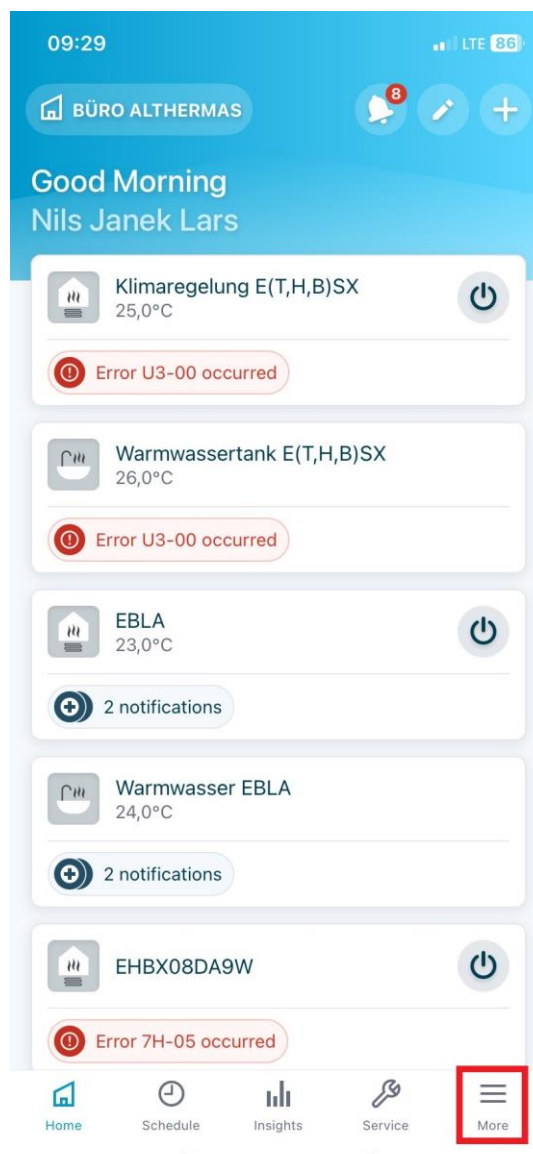 09:29
LTE 86
BÜRO ALTHERMAS
8
Good Morning
Nils Janek Lars
Klimaregelung E(T,H,B)SX
25,0°C
Error U3-00 occurred
Warmwassertank E(T,H,B)SX
26,0°C
Error U3-00 occurred
EBLA
23,0°C
2 notifications
Warmwasser EBLA
24,0°C
2 notifications
EHBX08DA9W
Error 7H-05 occurred
Home Schedule Insights Service More